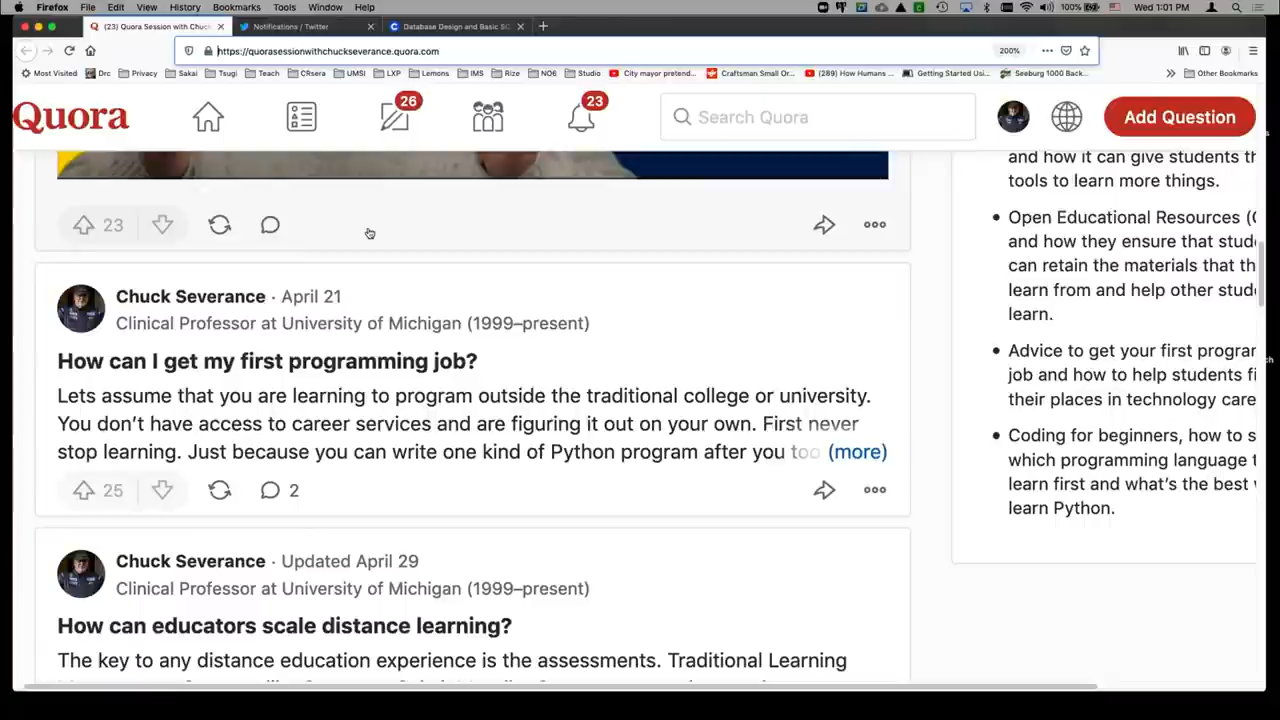 Firefox File Edit View History Bookmarks Tools Window Help 100% Wed 1:01 PM
(23) Quora Session with Chuck
Notifications / Twitter
Database Design and Basic SQ
https://quorasessionwithchuckseverance.quora.com 200%
Most Visited Drc Privacy Sakai Tsugi Teach CRsera UMSI LXP Lemons IMS Rize NO6 Studio City mayor pretend... Craftsman Small Or... (289) How Humans ... Getting Started Usi... Seeburg 1000 Back... Other Bookmarks
Quora 26 23 Search Quora Add Question
23
Chuck Severance · April 21
Clinical Professor at University of Michigan (1999–present)
How can I get my first programming job?
Lets assume that you are learning to program outside the traditional college or university.
You don’t have access to career services and are figuring it out on your own. First never
stop learning. Just because you can write one kind of Python program after you too (more)
25 2
Chuck Severance · Updated April 29
Clinical Professor at University of Michigan (1999–present)
How can educators scale distance learning?
The key to any distance education experience is the assessments. Traditional Learning
and how it can give students th
tools to learn more things.
• Open Educational Resources (
and how they ensure that stud
can retain the materials that th
learn from and help other stud
learn.
• Advice to get your first progra
job and how to help students fi
their places in technology care
• Coding for beginners, how to s
which programming language t
learn first and what’s the best
learn Python.